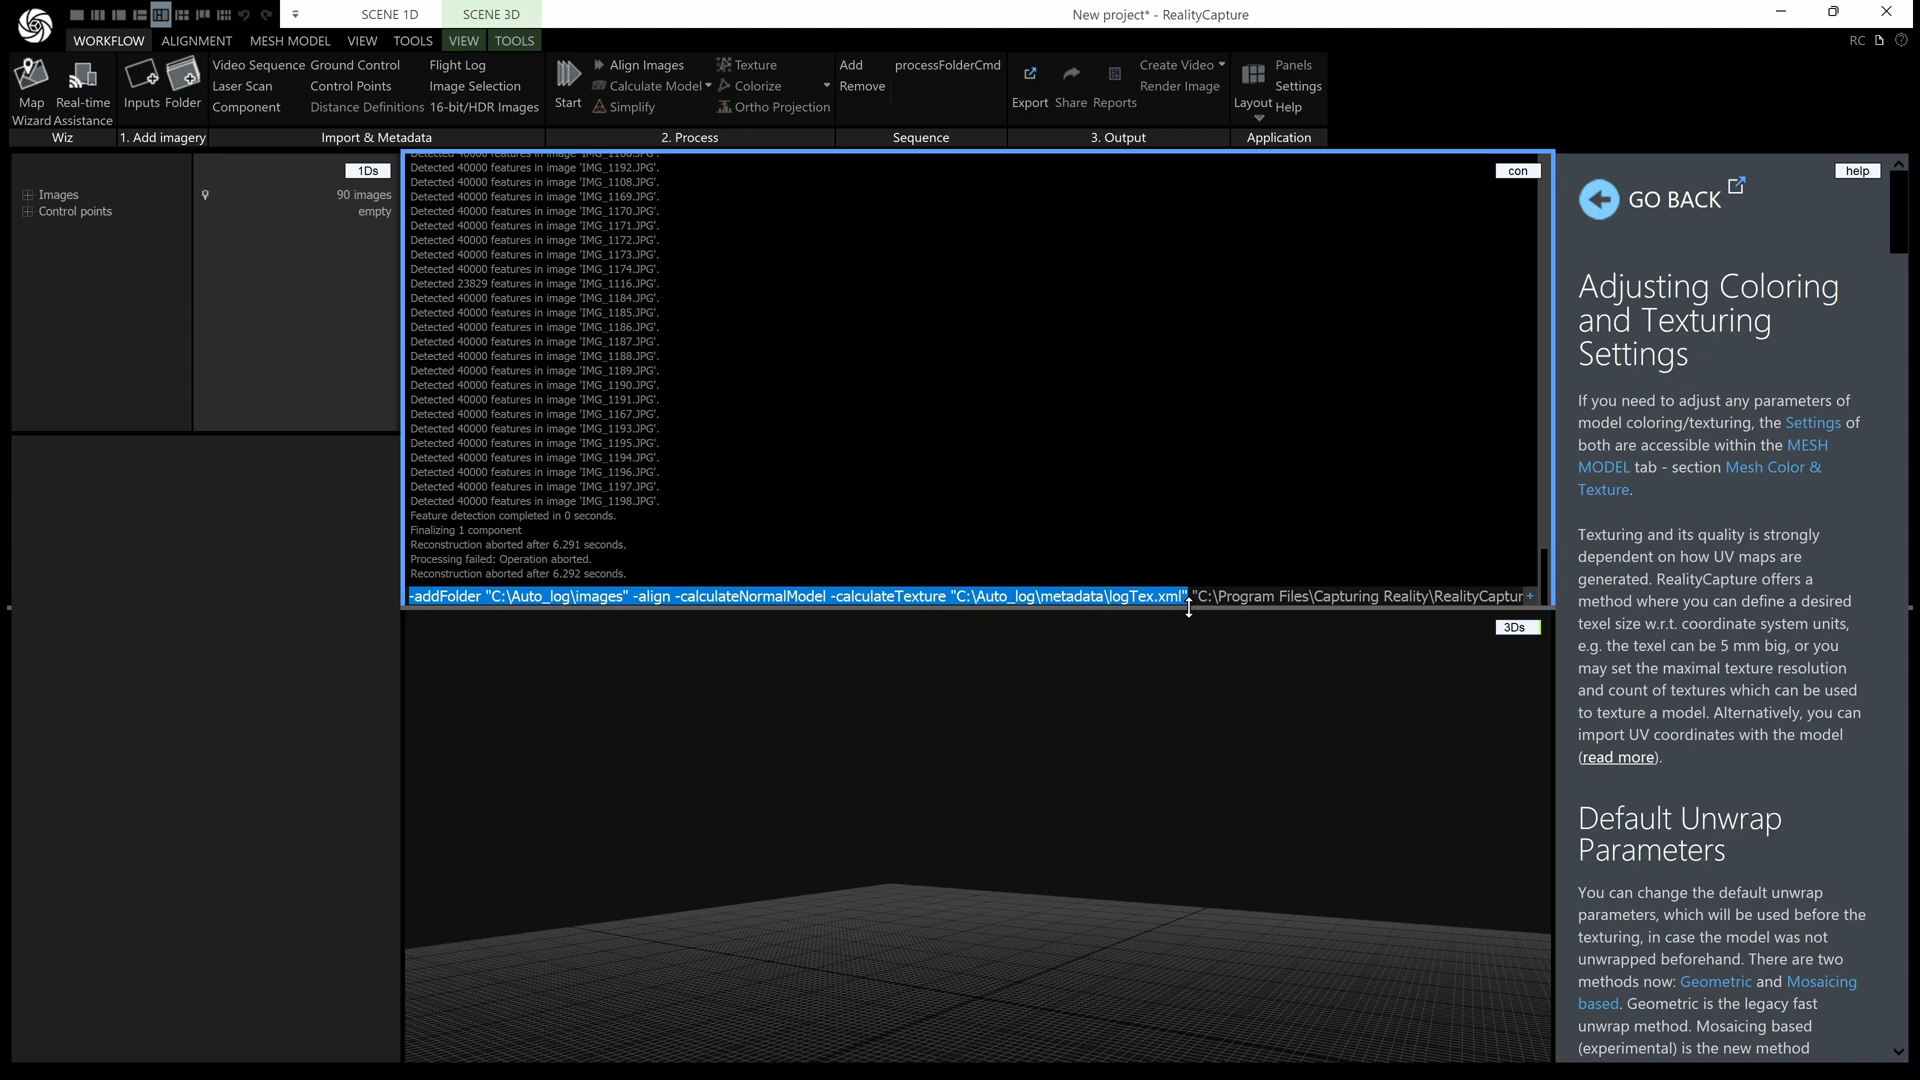 SCENE 1D
SCENE 3D
New project* - RealityCapture
WORKFLOW
ALIGNMENT
MESH MODEL
VIEW
TOOLS
VIEW
TOOLS
RC
Map
Wizard
Real-time
Assistance
Wiz
Inputs
Folder
1. Add imagery
Video Sequence
Ground Control
Flight Log
Laser Scan
Control Points
Image Selection
Component
Distance Definitions
16-bit/HDR Images
Import & Metadata
Start
Align Images
Texture
Calculate Model
Colorize
Simplify
Ortho Projection
2. Process
Add
Remove
processFolderCmd
Sequence
Export
Share
Reports
Create Video
Render Image
3. Output
Layout
Panels
Settings
Help
Application
1Ds
Images
90 images
Control points
empty
con
Detected 40000 features in image 'IMG_1192.JPG'.
Detected 40000 features in image 'IMG_1108.JPG'.
Detected 40000 features in image 'IMG_1169.JPG'.
Detected 40000 features in image 'IMG_1170.JPG'.
Detected 40000 features in image 'IMG_1171.JPG'.
Detected 40000 features in image 'IMG_1172.JPG'.
Detected 40000 features in image 'IMG_1173.JPG'.
Detected 40000 features in image 'IMG_1174.JPG'.
Detected 23829 features in image 'IMG_1116.JPG'.
Detected 40000 features in image 'IMG_1184.JPG'.
Detected 40000 features in image 'IMG_1185.JPG'.
Detected 40000 features in image 'IMG_1186.JPG'.
Detected 40000 features in image 'IMG_1187.JPG'.
Detected 40000 features in image 'IMG_1188.JPG'.
Detected 40000 features in image 'IMG_1189.JPG'.
Detected 40000 features in image 'IMG_1190.JPG'.
Detected 40000 features in image 'IMG_1191.JPG'.
Detected 40000 features in image 'IMG_1167.JPG'.
Detected 40000 features in image 'IMG_1193.JPG'.
Detected 40000 features in image 'IMG_1195.JPG'.
Detected 40000 features in image 'IMG_1194.JPG'.
Detected 40000 features in image 'IMG_1196.JPG'.
Detected 40000 features in image 'IMG_1197.JPG'.
Detected 40000 features in image 'IMG_1198.JPG'.
Feature detection completed in 0 seconds.
Finalizing 1 component
Reconstruction aborted after 6.291 seconds.
Processing failed: Operation aborted.
Reconstruction aborted after 6.292 seconds.
-addFolder "C:\Auto_log\images" -align -calculateNormalModel -calculateTexture "C:\Auto_log\metadata\logTex.xml" "C:\Program Files\Capturing Reality\RealityCaptur +
3Ds
help
GO BACK
Adjusting Coloring
and Texturing
Settings
If you need to adjust any parameters of
model coloring/texturing, the Settings of
both are accessible within the MESH
MODEL tab - section Mesh Color &
Texture.
Texturing and its quality is strongly
dependent on how UV maps are
generated. RealityCapture offers a
method where you can define a desired
texel size w.r.t. coordinate system units,
e.g. the texel can be 5 mm big, or you
may set the maximal texture resolution
and count of textures which can be used
to texture a model. Alternatively, you can
import UV coordinates with the model
(read more).
Default Unwrap
Parameters
You can change the default unwrap
parameters, which will be used before the
texturing, in case the model was not
unwrapped beforehand. There are two
methods now: Geometric and Mosaicing
based. Geometric is the legacy fast
unwrap method. Mosaicing based
(experimental) is the new method